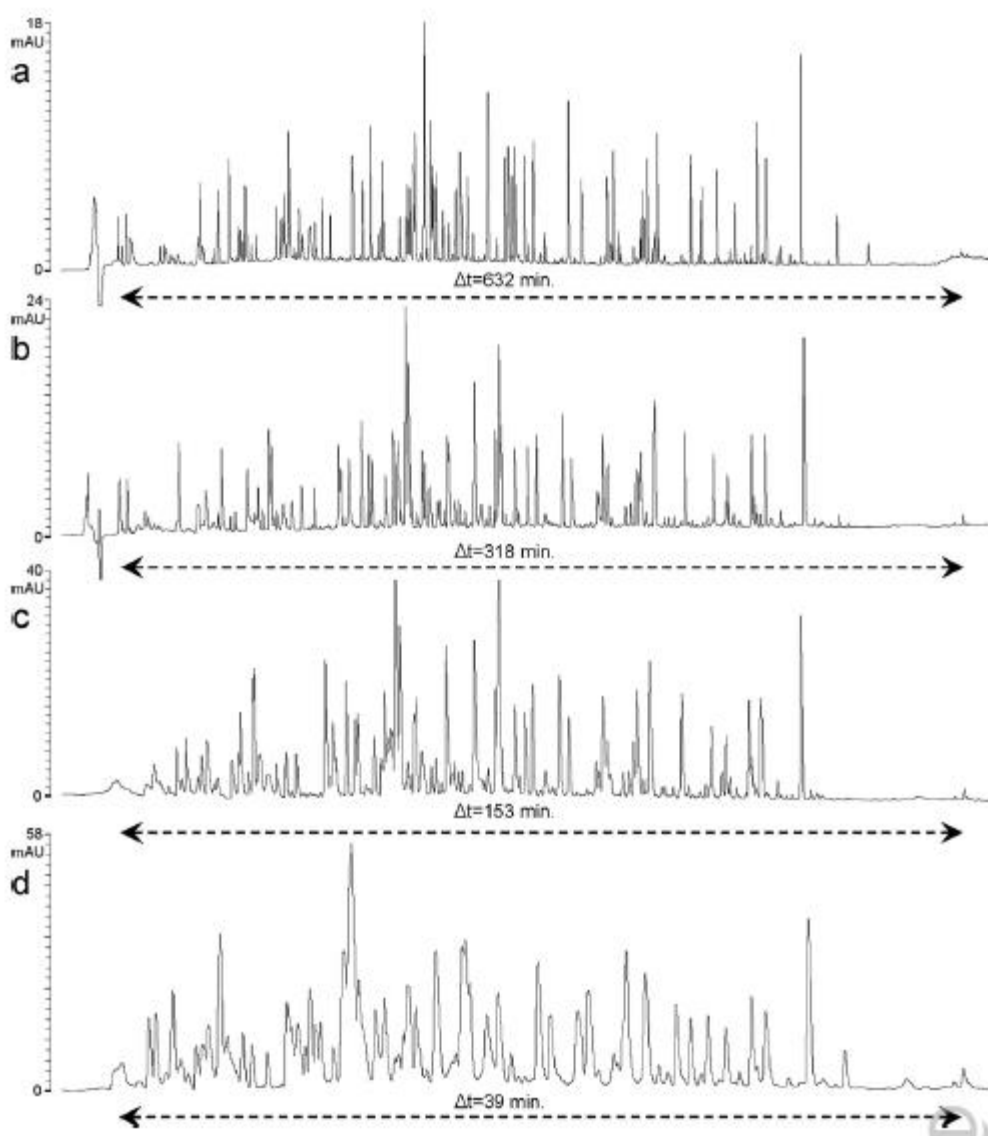 18
mAU
a
0
Δt=632 min.
24
mAU
b
0
Δt=318 min.
40
mAU
c
0
Δt=153 min.
58
mAU
d
0
Δt=39 min.